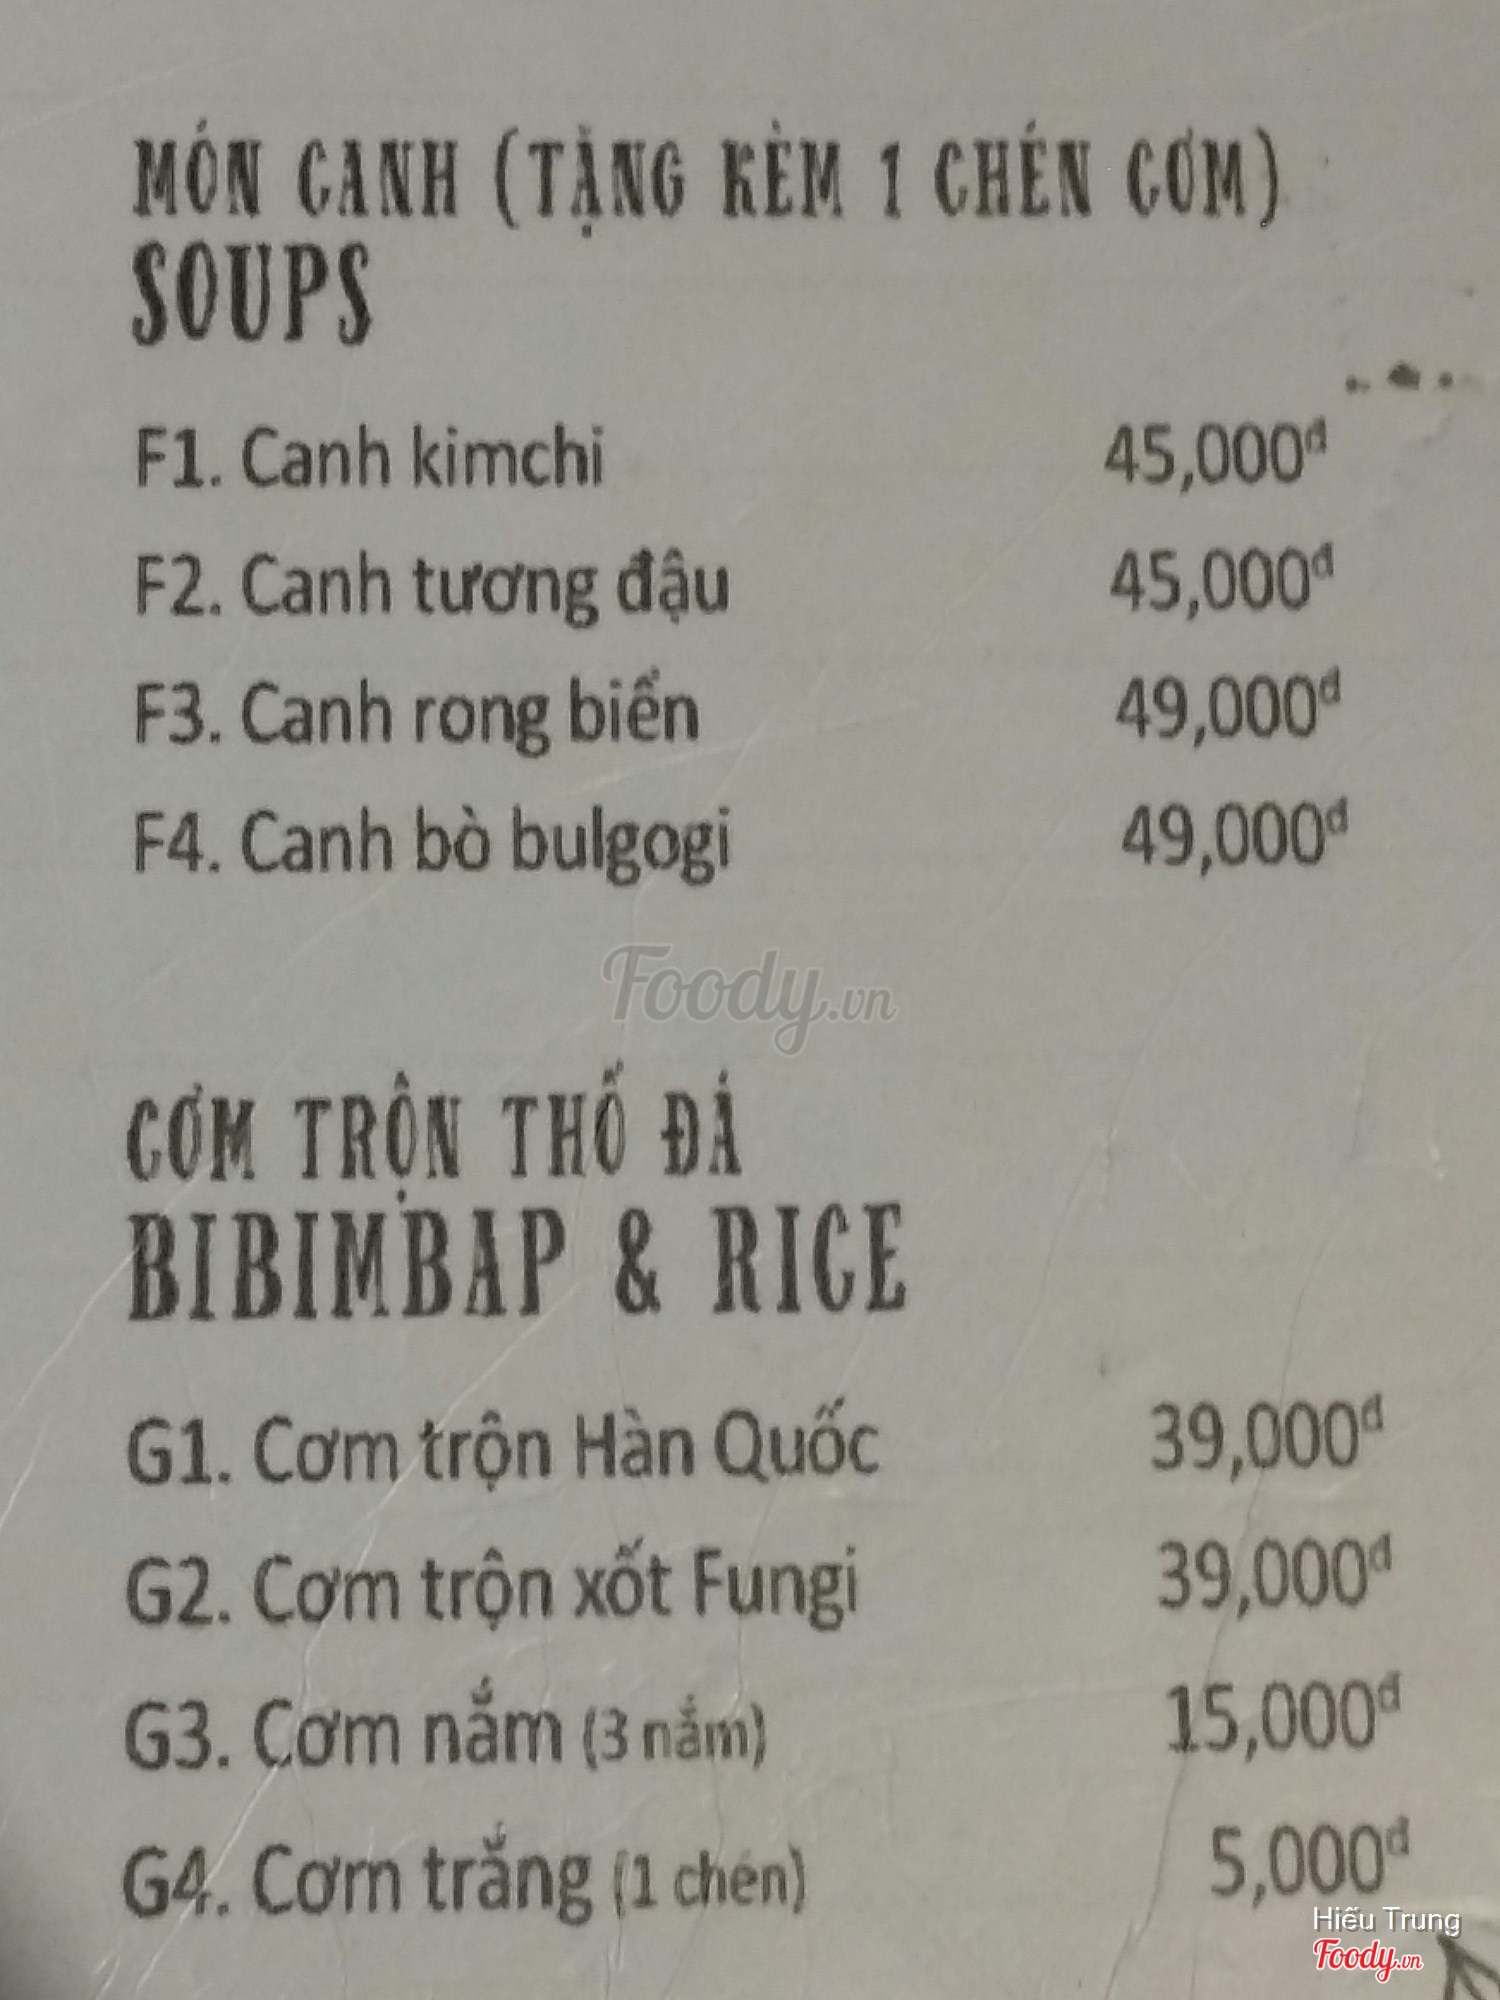 MÓN CANH (TẶNG KÈM 1 CHÉN CƠM)
SOUPS
F1. Canh kimchi 45,000đ
F2. Canh tương đậu 45,000đ
F3. Canh rong biển 49,000đ
F4. Canh bò bulgogi 49,000đ
Foody.vn
CƠM TRỘN THỐ ĐÁ
BIBIMBAP & RICE
G1. Cơm trộn Hàn Quốc 39,000đ
G2. Cơm trộn xốt Fungi 39,000đ
G3. Cơm nắm (3 nắm) 15,000đ
G4. Cơm trắng (1 chén) 5,000đ
Hiếu Trung
Foody.vn